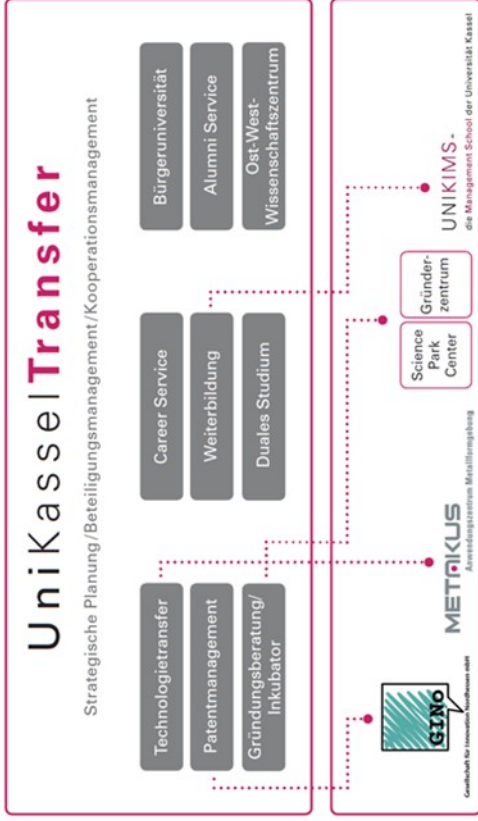 UniKasselTransfer
Strategische Planung/Beteiligungsmanagement/Kooperationsmanagement
Technologietransfer
Patentmanagement
Gründungsberatung/
Inkubator
Career Service
Weiterbildung
Duales Studium
Bürgeruniversität
Alumni Service
Ost-West-
Wissenschaftszentrum
GINo
Gesellschaft für Innovation Nordhessen mbH
METAKUS
Anwendungszentrum Metallformgebung
Science
Park
Center
Gründer-
zentrum
UNIKIMS-
die Management School der Universität Kassel